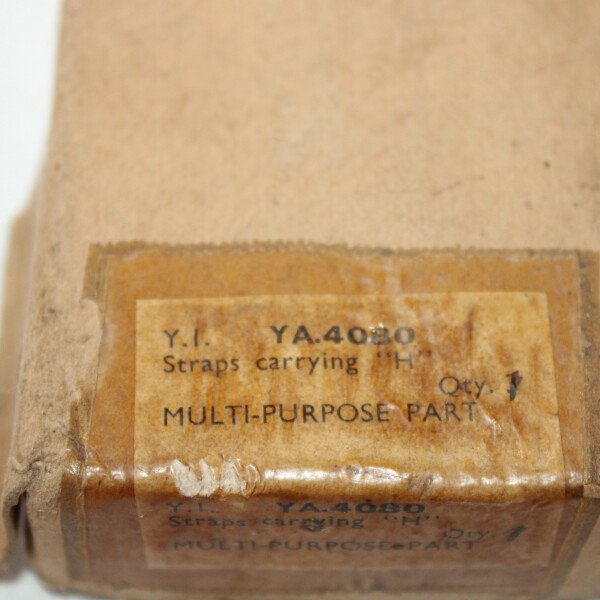 Y.I. YA.4080
Straps carrying "H"
Qty. 1
MULTI-PURPOSE PART
Y.I. YA.4080
Straps carrying "H"
Qty. 1
MULTI-PURPOSE PART